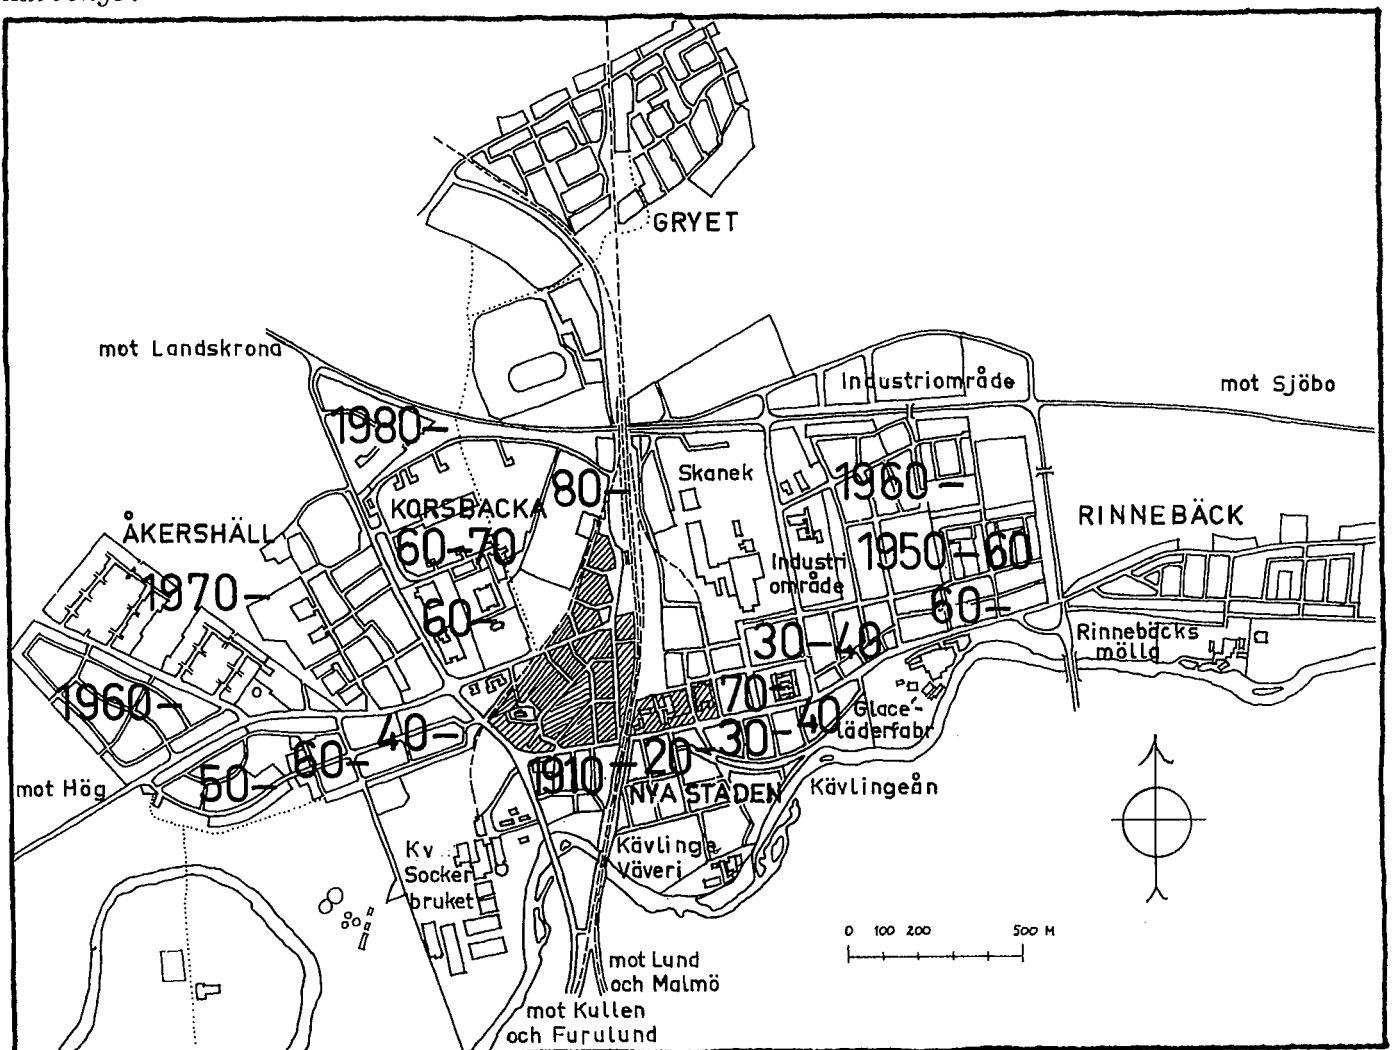 GRYET
mot Landskrona
Industriområde
mot Sjöbo
1980-
Skanek
80-
1960-
KORSBACKA
RINNEBÄCK
ÅKERSHÄLL
60-70
1950-60
Industri
område
1970-
60-
60-
Rinnebäcks
mölla
30-40
1960-
70-
40-
30-
40
Glacé-
läderfabr
60-
50-
1910-20
mot Hög
NYA STADEN
Kävlingeån
Kv
Socker
bruket
Kävlinge
Väveri
0 100 200 500 M
mot Lund
och Malmö
mot Kullen
och Furulund